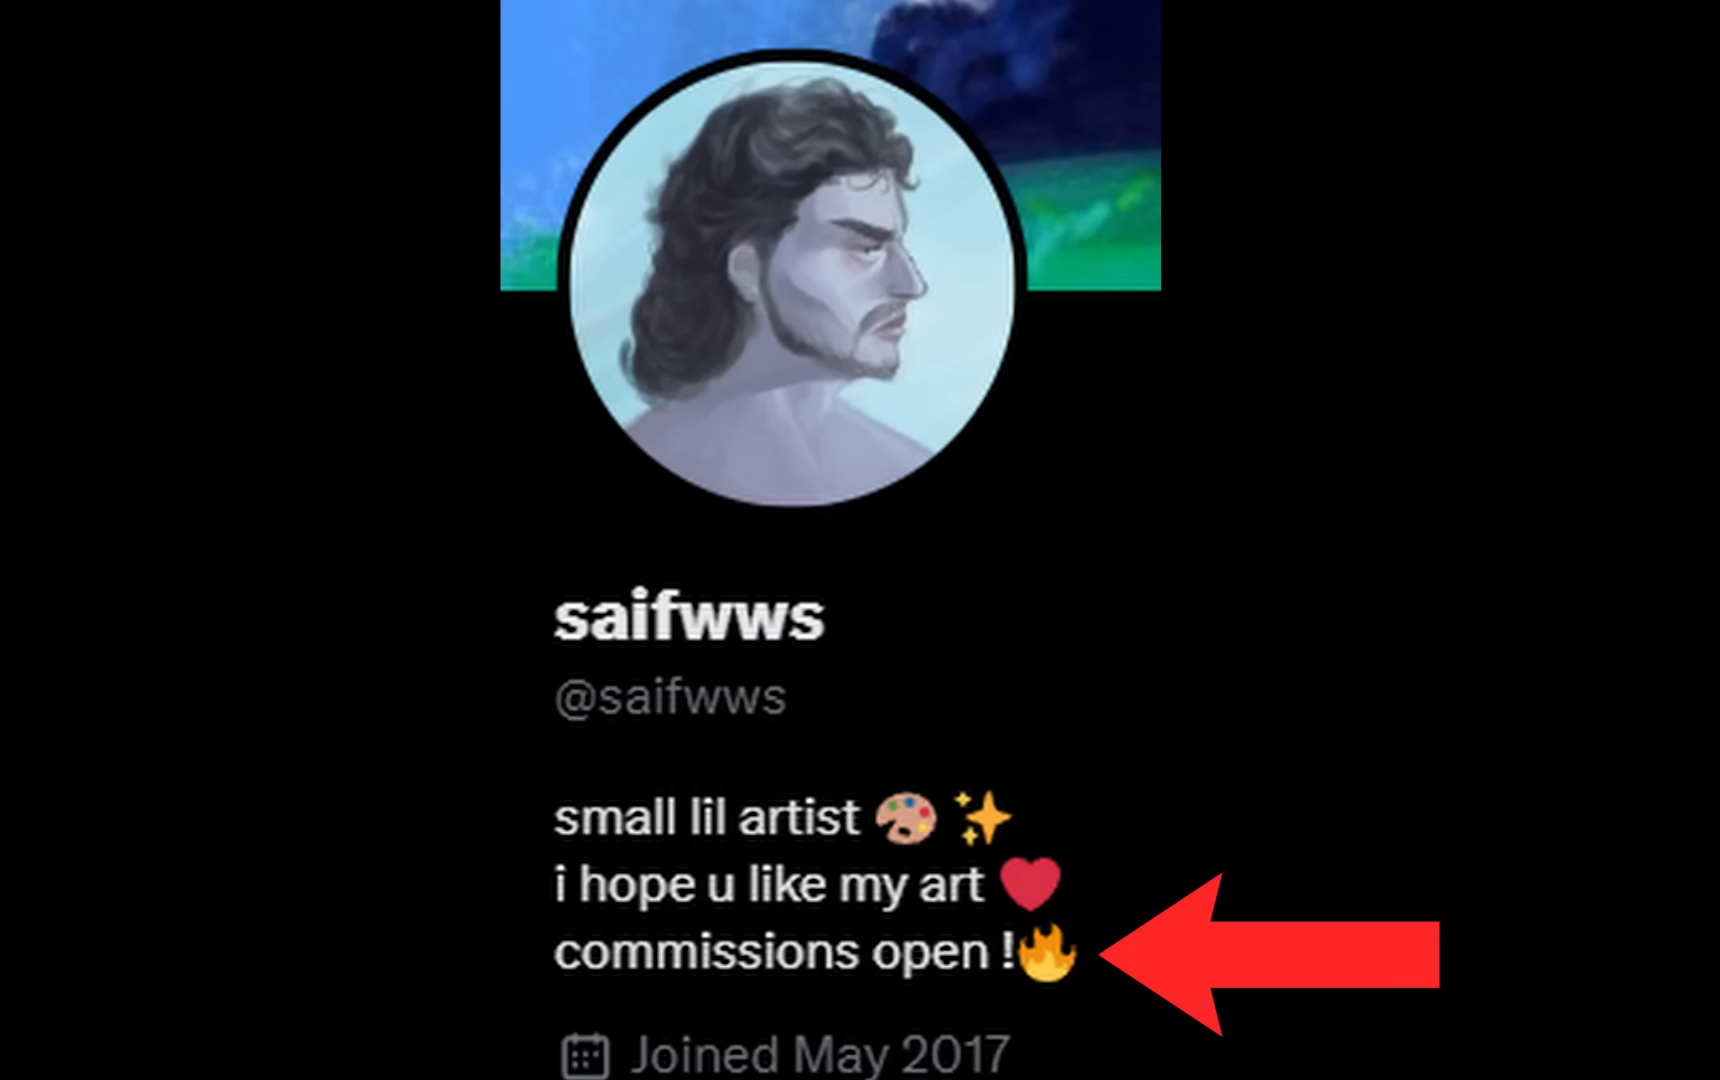 saifwws
@saifwws
small lil artist 🎨 ✨
i hope u like my art ❤️
commissions open !🔥
Joined May 2017